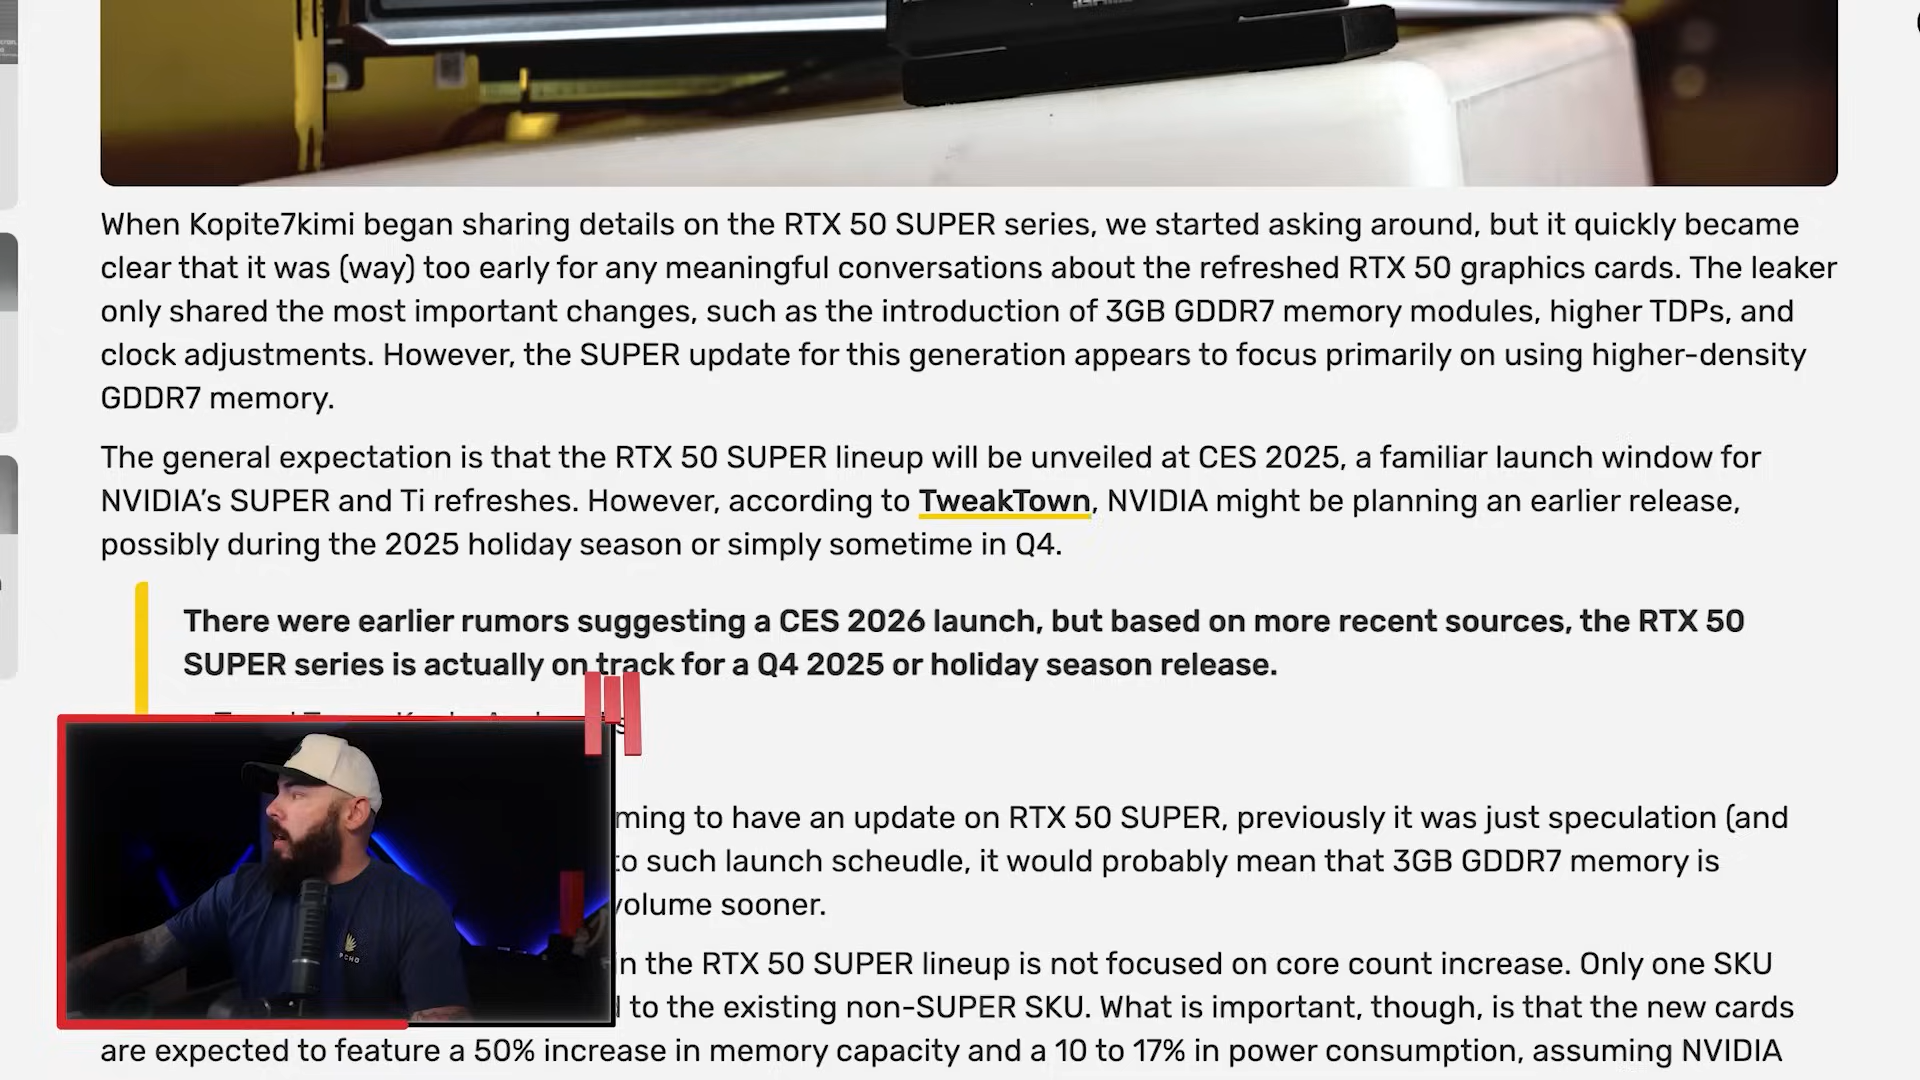 When Kopite7kimi began sharing details on the RTX 50 SUPER series, we started asking around, but it quickly became
clear that it was (way) too early for any meaningful conversations about the refreshed RTX 50 graphics cards. The leaker
only shared the most important changes, such as the introduction of 3GB GDDR7 memory modules, higher TDPs, and
clock adjustments. However, the SUPER update for this generation appears to focus primarily on using higher-density
GDDR7 memory.
The general expectation is that the RTX 50 SUPER lineup will be unveiled at CES 2025, a familiar launch window for
NVIDIA’s SUPER and Ti refreshes. However, according to TweakTown, NVIDIA might be planning an earlier release,
possibly during the 2025 holiday season or simply sometime in Q4.
There were earlier rumors suggesting a CES 2026 launch, but based on more recent sources, the RTX 50
SUPER series is actually on track for a Q4 2025 or holiday season release.
ming to have an update on RTX 50 SUPER, previously it was just speculation (and
to such launch scheudle, it would probably mean that 3GB GDDR7 memory is
volume sooner.
in the RTX 50 SUPER lineup is not focused on core count increase. Only one SKU
to the existing non-SUPER SKU. What is important, though, is that the new cards
are expected to feature a 50% increase in memory capacity and a 10 to 17% in power consumption, assuming NVIDIA